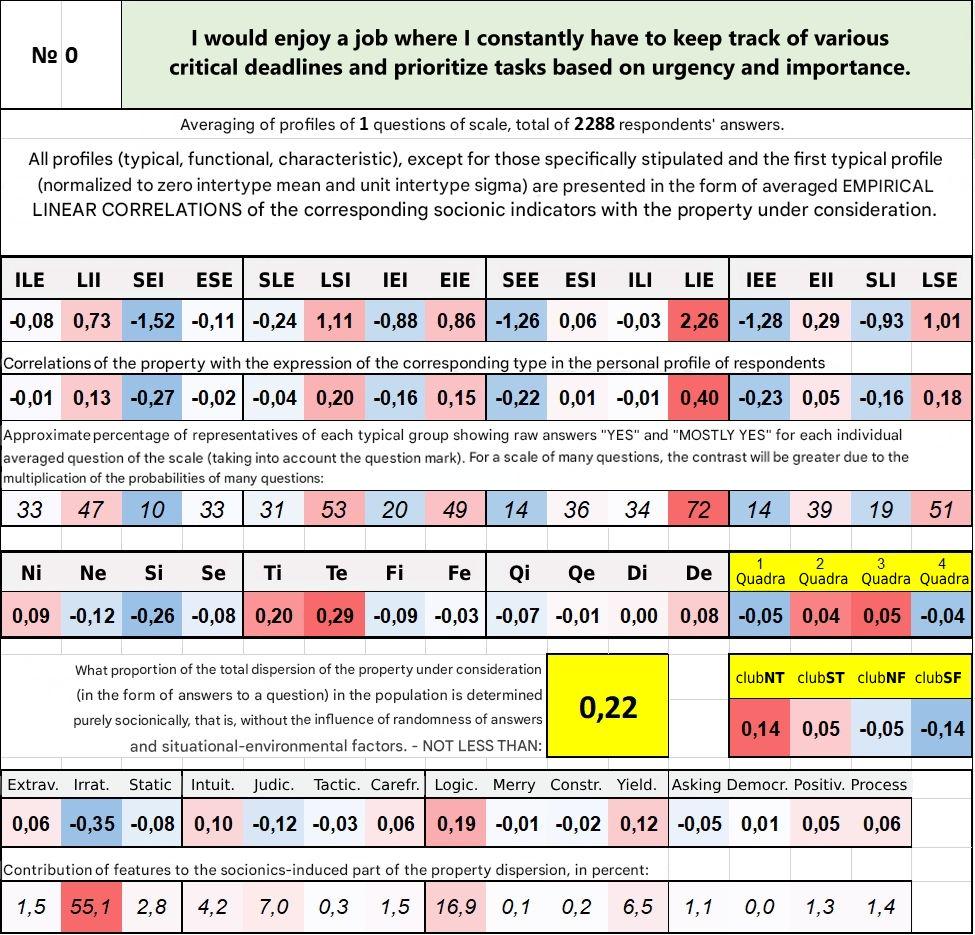 № 0
I would enjoy a job where I constantly have to keep track of various
critical deadlines and prioritize tasks based on urgency and importance.
Averaging of profiles of 1 questions of scale, total of 2288 respondents' answers.
All profiles (typical, functional, characteristic), except for those specifically stipulated and the first typical profile
(normalized to zero intertype mean and unit intertype sigma) are presented in the form of averaged EMPIRICAL
LINEAR CORRELATIONS of the corresponding socionic indicators with the property under consideration.
ILE LII SEI ESE SLE LSI IEI EIE SEE ESI ILI LIE IEE EII SLI LSE
-0,08 0,73 -1,52 -0,11 -0,24 1,11 -0,88 0,86 -1,26 0,06 -0,03 2,26 -1,28 0,29 -0,93 1,01
Correlations of the property with the expression of the corresponding type in the personal profile of respondents
-0,01 0,13 -0,27 -0,02 -0,04 0,20 -0,16 0,15 -0,22 0,01 -0,01 0,40 -0,23 0,05 -0,16 0,18
Approximate percentage of representatives of each typical group showing raw answers "YES" and "MOSTLY YES" for each individual
averaged question of the scale (taking into account the question mark). For a scale of many questions, the contrast will be greater due to the
multiplication of the probabilities of many questions:
33 47 10 33 31 53 20 49 14 36 34 72 14 39 19 51
Ni Ne Si Se Ti Te Fi Fe Qi Qe Di De 1 Quadra 2 Quadra 3 Quadra 4 Quadra
0,09 -0,12 -0,26 -0,08 0,20 0,29 -0,09 -0,03 -0,07 -0,01 0,00 0,08 -0,05 0,04 0,05 -0,04
What proportion of the total dispersion of the property under consideration
(in the form of answers to a question) in the population is determined
purely socionically, that is, without the influence of randomness of answers
and situational-environmental factors. - NOT LESS THAN:
0,22
clubNT clubST clubNF clubSF
0,14 0,05 -0,05 -0,14
Extrav. Irrat. Static Intuit. Judic. Tactic. Carefr. Logic. Merry Constr. Yield. Asking Democr. Positiv. Process
0,06 -0,35 -0,08 0,10 -0,12 -0,03 0,06 0,19 -0,01 -0,02 0,12 -0,05 0,01 0,05 0,06
Contribution of features to the socionics-induced part of the property dispersion, in percent:
1,5 55,1 2,8 4,2 7,0 0,3 1,5 16,9 0,1 0,2 6,5 1,1 0,0 1,3 1,4